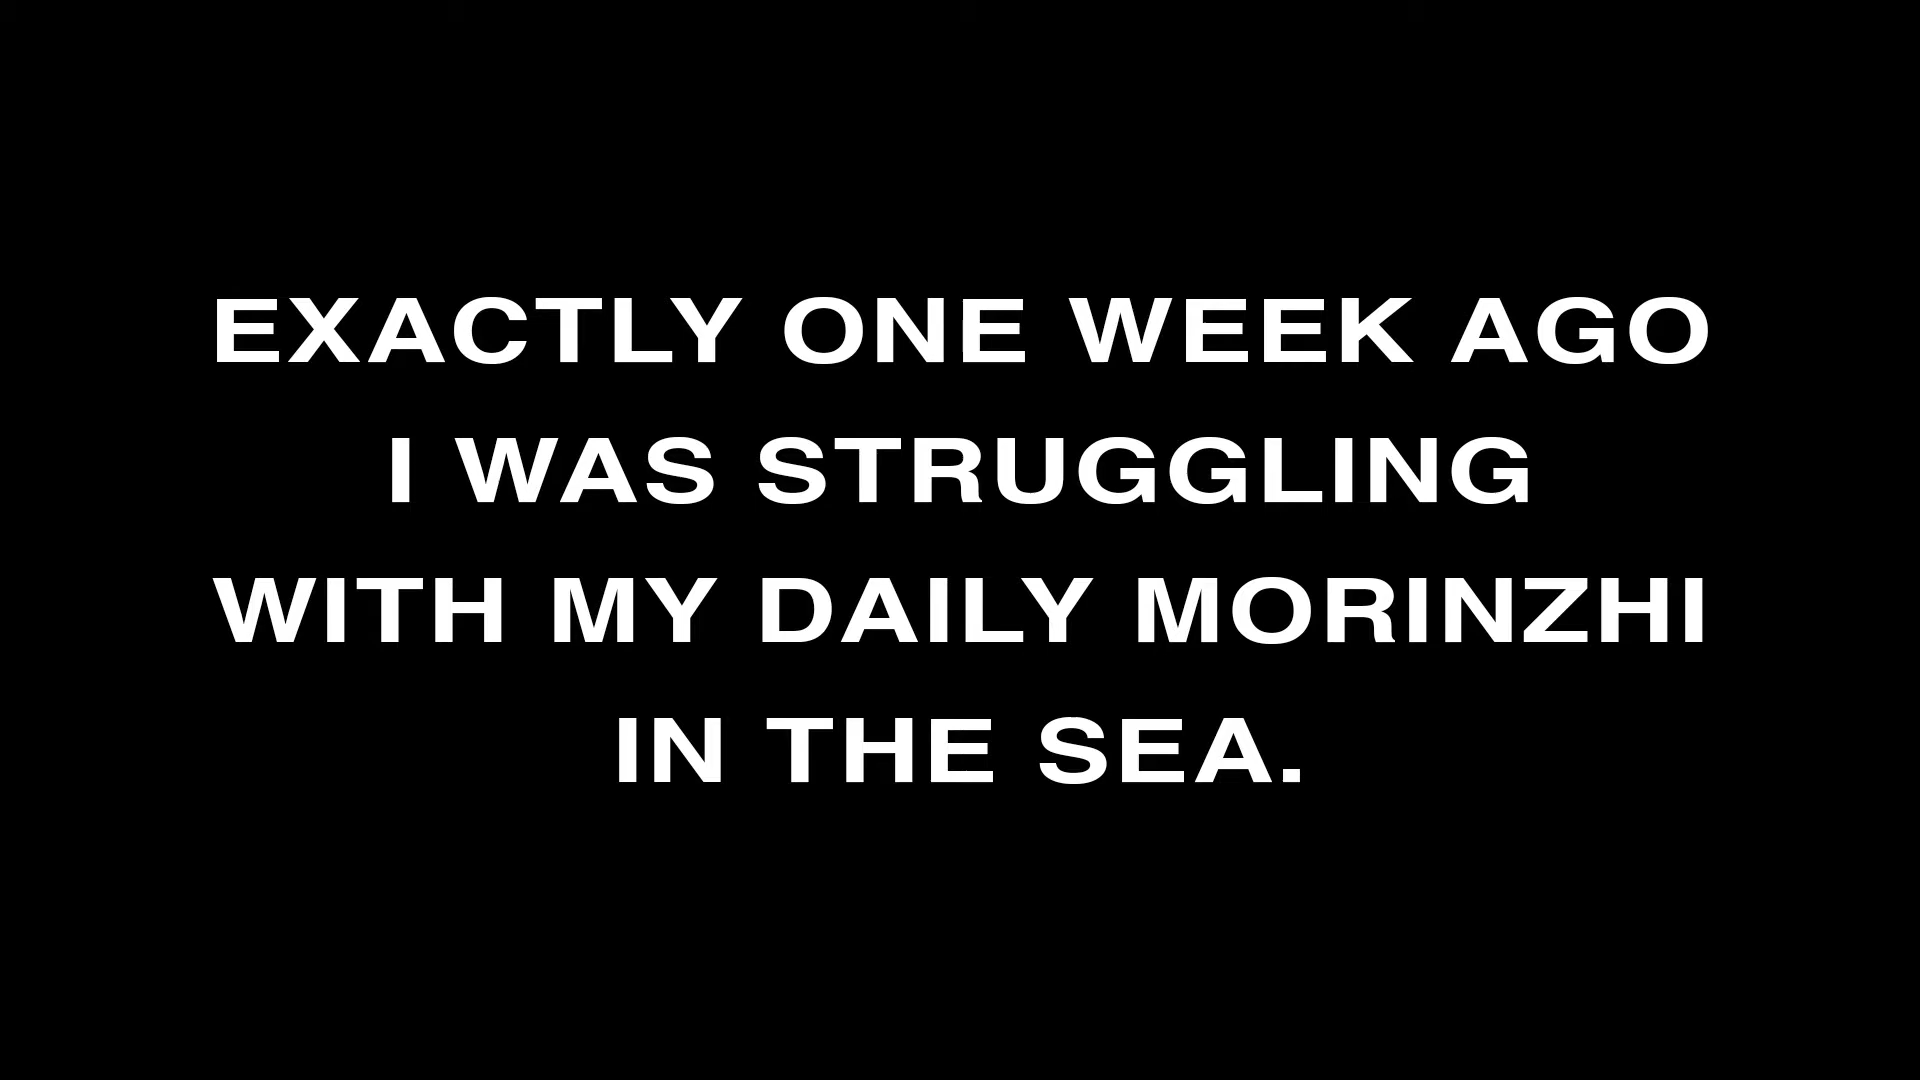 EXACTLY ONE WEEK AGO
I WAS STRUGGLING
WITH MY DAILY MORINZHI
IN THE SEA.